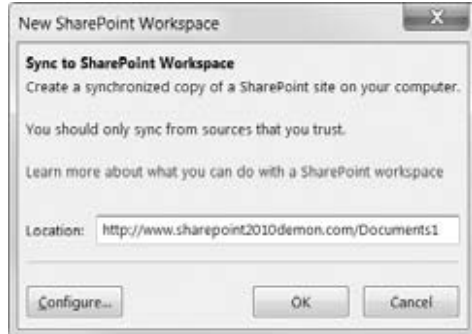 New SharePoint Workspace
Sync to SharePoint Workspace
Create a synchronized copy of a SharePoint site on your computer.
You should only sync from sources that you trust.
Learn more about what you can do with a SharePoint workspace
Location: http://www.sharepoint2010demon.com/Documents1
Configure... OK Cancel